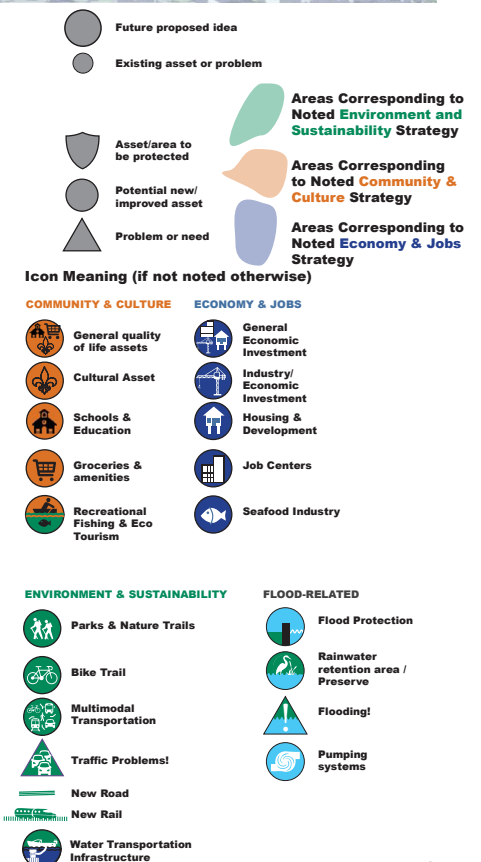 Future proposed idea
Existing asset or problem
Areas Corresponding to
Noted Environment and
Sustainability Strategy
Asset/area to
be protected
Areas Corresponding
to Noted Community &
Culture Strategy
Potential new/
improved asset
Areas Corresponding to
Noted Economy & Jobs
Strategy
Problem or need
Icon Meaning (if not noted otherwise)
COMMUNITY & CULTURE
General quality
of life assets
Cultural Asset
Schools &
Education
Groceries &
amenities
Recreational
Fishing & Eco
Tourism
ECONOMY & JOBS
General
Economic
Investment
Industry/
Economic
Investment
Housing &
Development
Job Centers
Seafood Industry
ENVIRONMENT & SUSTAINABILITY
Parks & Nature Trails
Bike Trail
Multimodal
Transportation
Traffic Problems!
New Road
New Rail
Water Transportation
Infrastructure
FLOOD-RELATED
Flood Protection
Rainwater
retention area /
Preserve
Flooding!
Pumping
systems